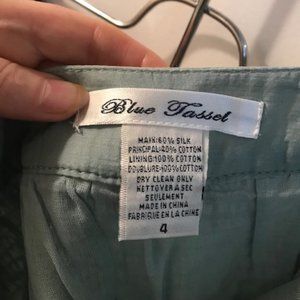 Blue Tassel
MAIN:60% SILK
PRINCIPAL:40% COTTON
LINING:100% COTTON
DOUBLURE:100% COTTON
DRY CLEAN ONLY
NETTOYER A SEC
SEULEMENT
MADE IN CHINA
FABRIQUE EN LA CHINE
4